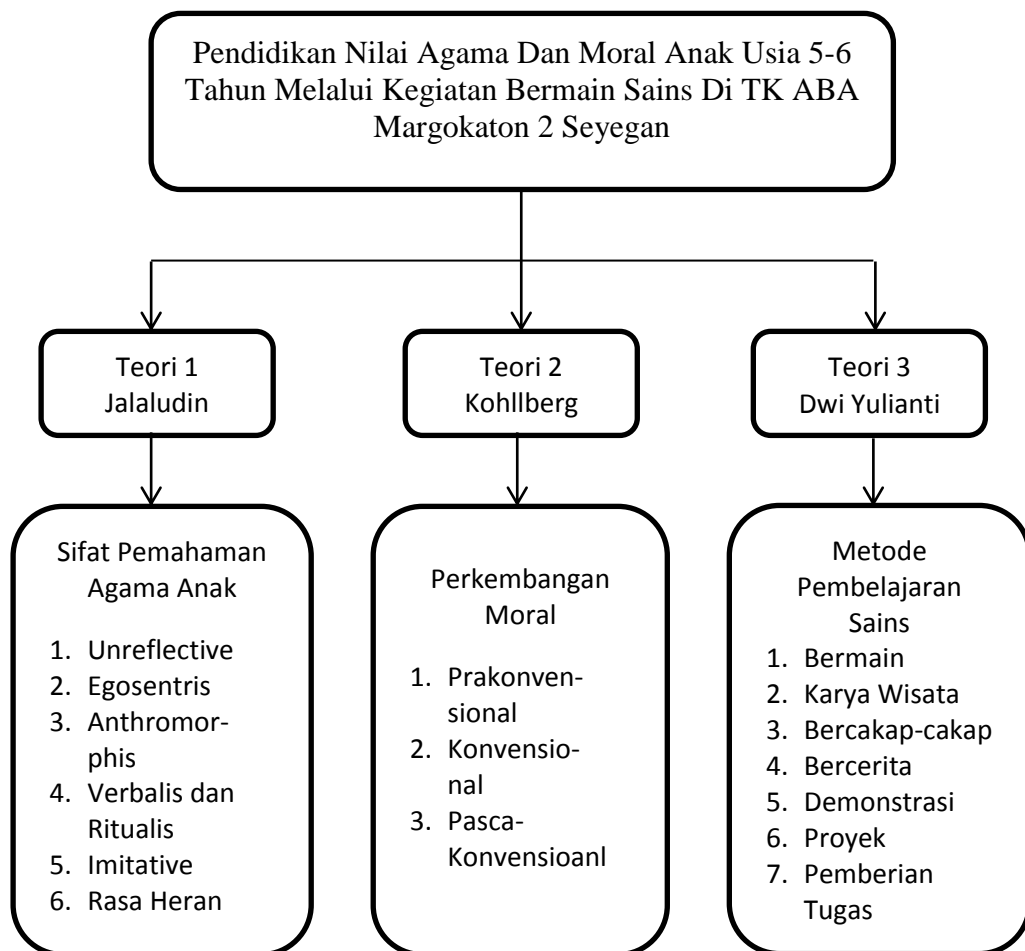 Pendidikan Nilai Agama Dan Moral Anak Usia 5-6
Tahun Melalui Kegiatan Bermain Sains Di TK ABA
Margokaton 2 Seyegan
Teori 1
Jalaludin
Teori 2
Kohllberg
Teori 3
Dwi Yulianti
Sifat Pemahaman
Agama Anak
1. Unreflective
2. Egosentris
3. Anthromor-
phis
4. Verbalis dan
Ritualis
5. Imitative
6. Rasa Heran
Perkembangan
Moral
1. Prakonven-
sional
2. Konvensio-
nal
3. Pasca-
Konvensioanl
Metode
Pembelajaran
Sains
1. Bermain
2. Karya Wisata
3. Bercakap-cakap
4. Bercerita
5. Demonstrasi
6. Proyek
7. Pemberian
Tugas